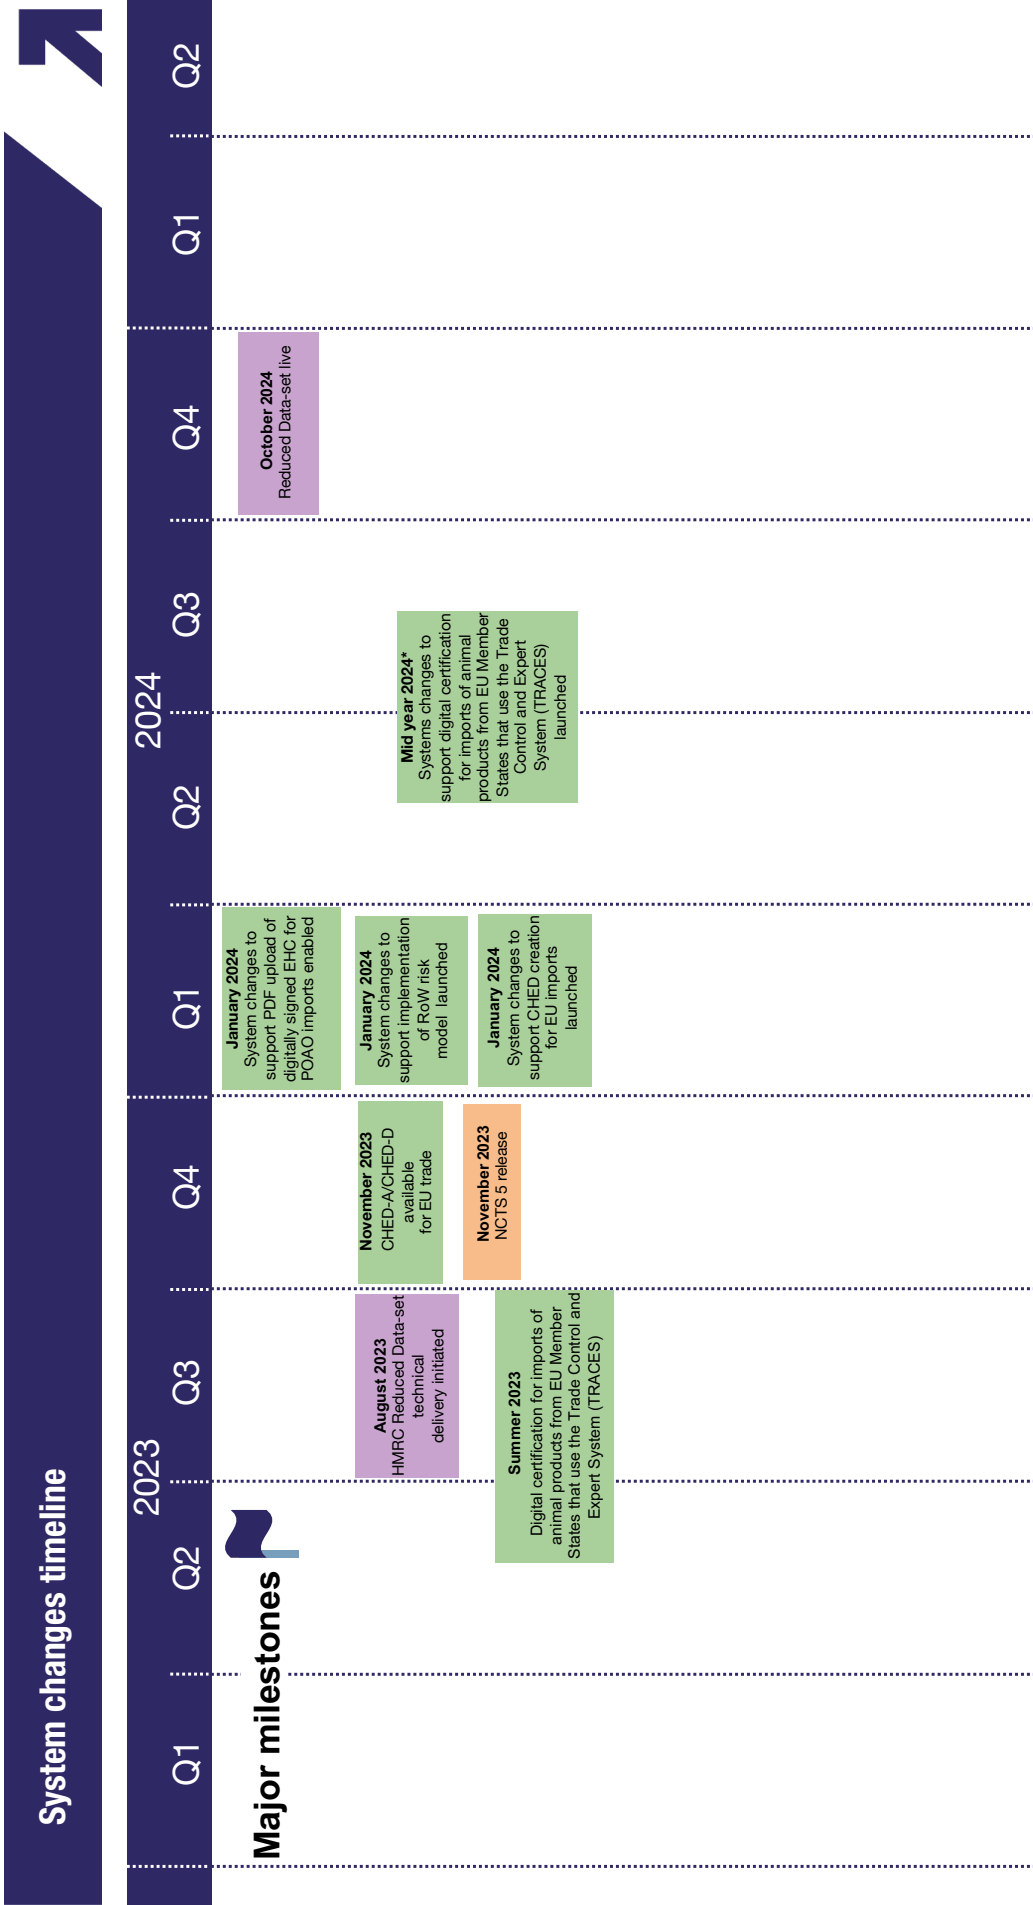 System changes timeline
2023
2024
Q1
Q2
Q3
Q4
Q1
Q2
Q3
Q4
Q1
Q2
Major milestones
August 2023
HMRC Reduced Data-set
technical
delivery initiated
Summer 2023
Digital certification for imports of
animal products from EU Member
States that use the Trade Control and
Expert System (TRACES)
November 2023
CHED-A/CHED-D
available
for EU trade
November 2023
NCTS 5 release
January 2024
System changes to
support PDF upload of
digitally signed EHC for
POAO imports enabled
January 2024
System changes to
support implementation
of RoW risk
model launched
January 2024
System changes to
support CHED creation
for EU imports
launched
Mid year 2024*
Systems changes to
support digital certification
for imports of animal
products from EU Member
States that use the Trade
Control and Expert
System (TRACES)
launched
October 2024
Reduced Data-set live